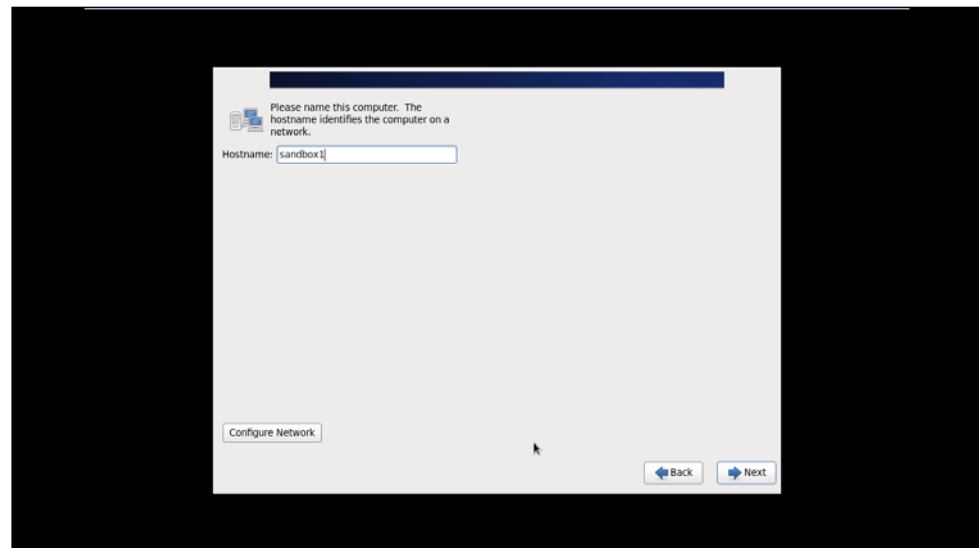 Please name this computer.  The
hostname identifies the computer on a
network.
Hostname: sandbox1
Configure Network
Back Next